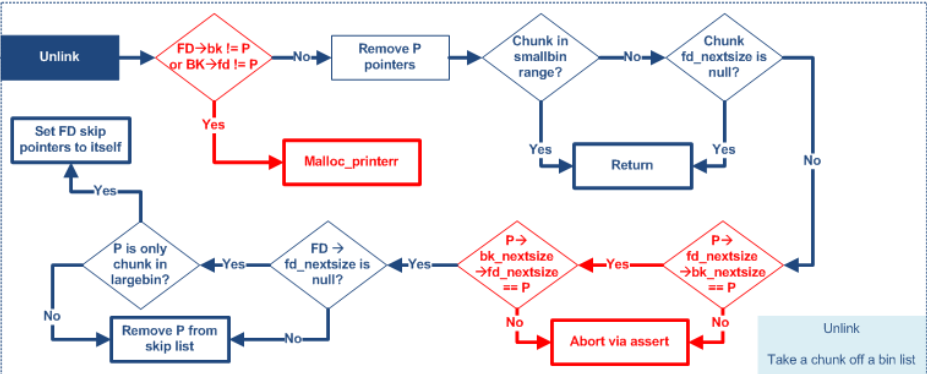 Unlink
FD→bk != P
or BK→fd != P
No
Remove P
pointers
Chunk in
smallbin
range?
No
Chunk
fd_nextsize is
null?
Yes
Malloc_printerr
Yes
Return
Yes
No
Set FD skip
pointers to itself
Yes
P is only
chunk in
largebin?
Yes
FD →
fd_nextsize is
null?
Yes
P→
bk_nextsize
→fd_nextsize
== P
Yes
P→
fd_nextsize
→bk_nextsize
== P
No
Remove P from
skip list
No
No
Abort via assert
No
Unlink
Take a chunk off a bin list